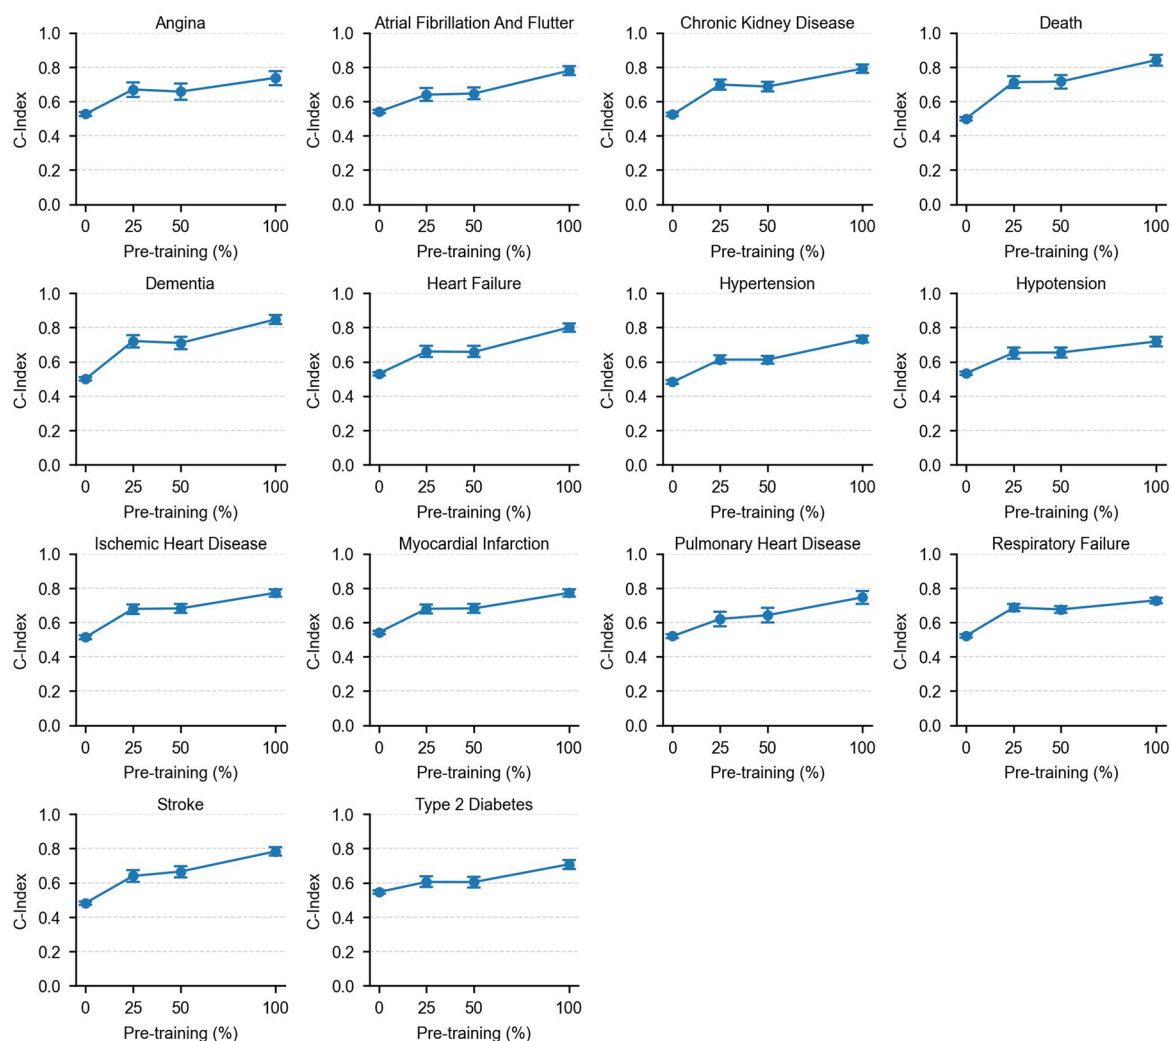 Angina
Atrial Fibrillation And Flutter
Chronic Kidney Disease
Death
1.0
0.8
0.6
0.4
0.2
0.0
C-Index
0 25 50 100
Pre-training (%)
1.0
0.8
0.6
0.4
0.2
0.0
C-Index
0 25 50 100
Pre-training (%)
1.0
0.8
0.6
0.4
0.2
0.0
C-Index
0 25 50 100
Pre-training (%)
1.0
0.8
0.6
0.4
0.2
0.0
C-Index
0 25 50 100
Pre-training (%)
Dementia
Heart Failure
Hypertension
Hypotension
1.0
0.8
0.6
0.4
0.2
0.0
C-Index
0 25 50 100
Pre-training (%)
1.0
0.8
0.6
0.4
0.2
0.0
C-Index
0 25 50 100
Pre-training (%)
1.0
0.8
0.6
0.4
0.2
0.0
C-Index
0 25 50 100
Pre-training (%)
1.0
0.8
0.6
0.4
0.2
0.0
C-Index
0 25 50 100
Pre-training (%)
Ischemic Heart Disease
Myocardial Infarction
Pulmonary Heart Disease
Respiratory Failure
1.0
0.8
0.6
0.4
0.2
0.0
C-Index
0 25 50 100
Pre-training (%)
1.0
0.8
0.6
0.4
0.2
0.0
C-Index
0 25 50 100
Pre-training (%)
1.0
0.8
0.6
0.4
0.2
0.0
C-Index
0 25 50 100
Pre-training (%)
1.0
0.8
0.6
0.4
0.2
0.0
C-Index
0 25 50 100
Pre-training (%)
Stroke
Type 2 Diabetes
1.0
0.8
0.6
0.4
0.2
0.0
C-Index
0 25 50 100
Pre-training (%)
1.0
0.8
0.6
0.4
0.2
0.0
C-Index
0 25 50 100
Pre-training (%)